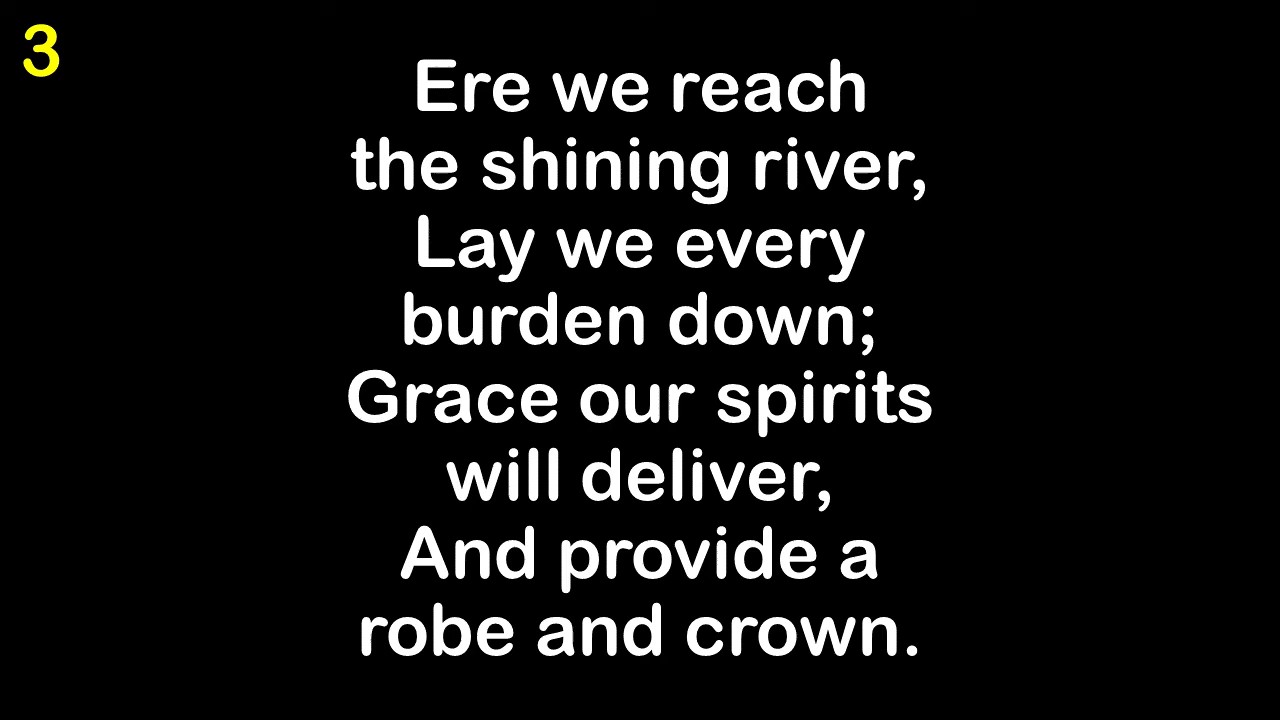 3
Ere we reach
the shining river,
Lay we every
burden down;
Grace our spirits
will deliver,
And provide a
robe and crown.